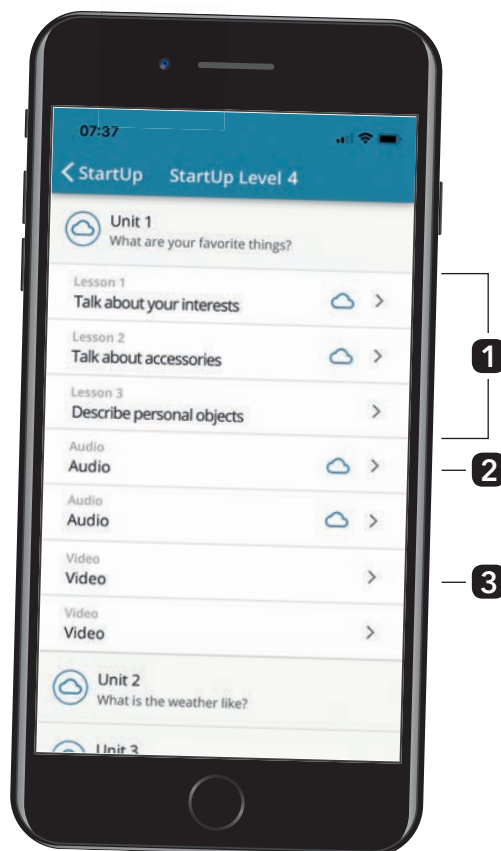 07:37
StartUp StartUp Level 4
Unit 1
What are your favorite things?
Lesson 1
Talk about your interests
Lesson 2
Talk about accessories
Lesson 3
Describe personal objects
Audio
Audio
Audio
Audio
Video
Video
Video
Video
Unit 2
What is the weather like?
Unit 3
1
2
3